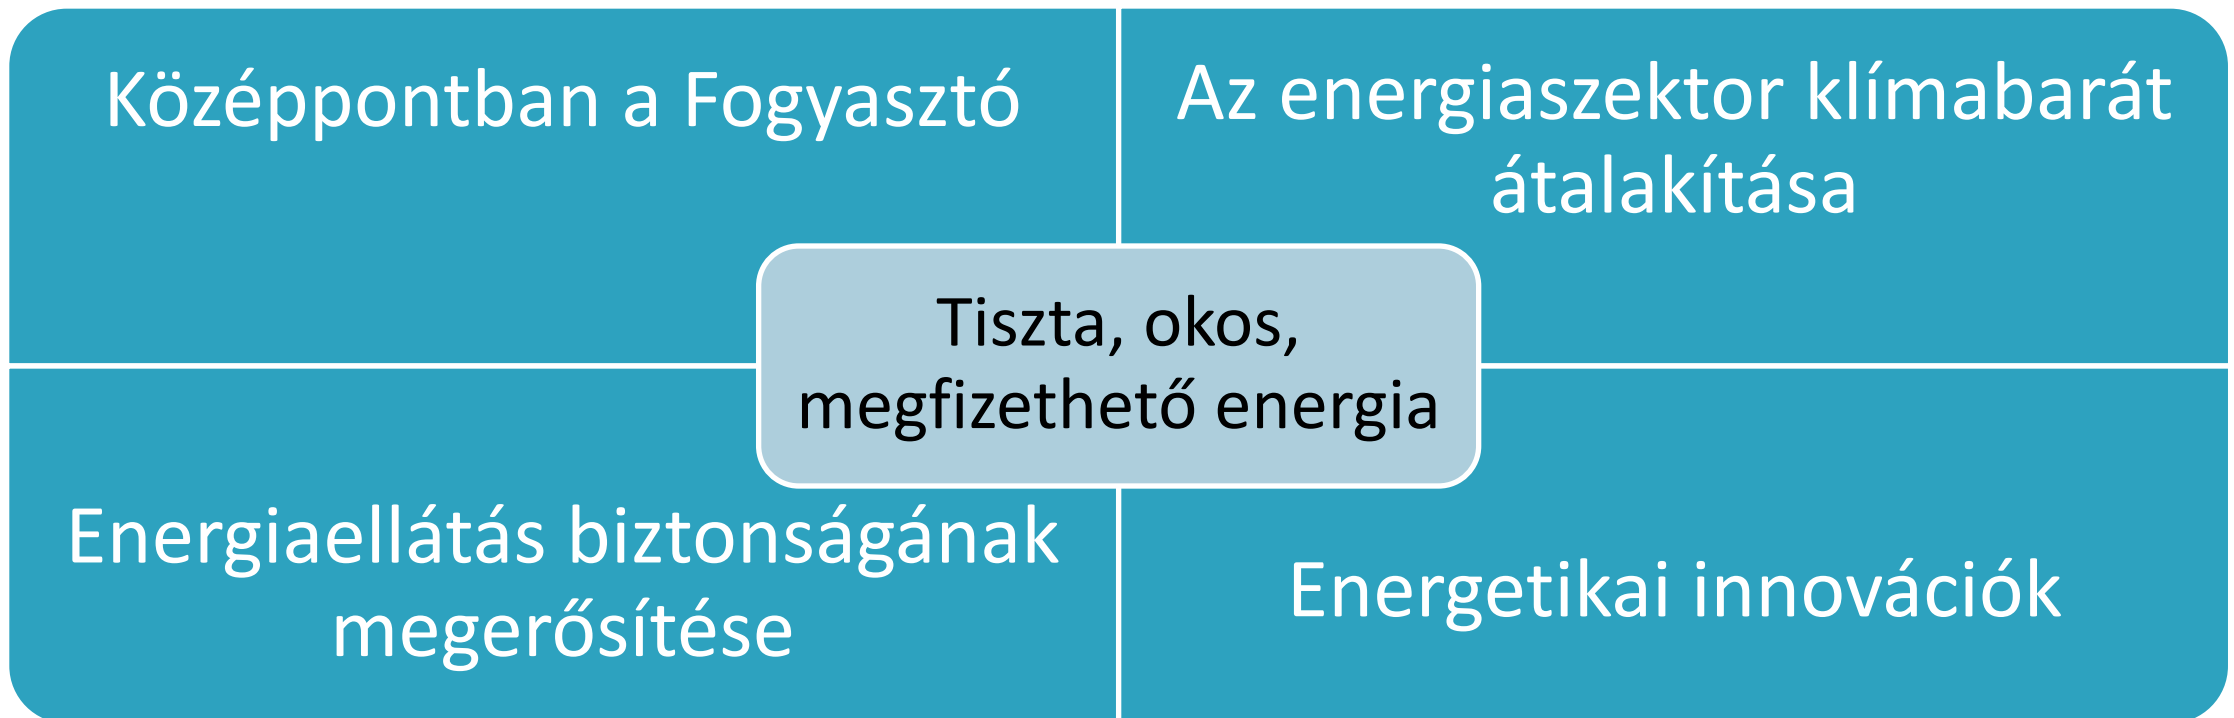 Középpontban a Fogyasztó
Az energiaszektor klímabarát
átalakítása
Tiszta, okos,
megfizethető energia
Energiaellátás biztonságának
megerősítése
Energetikai innovációk